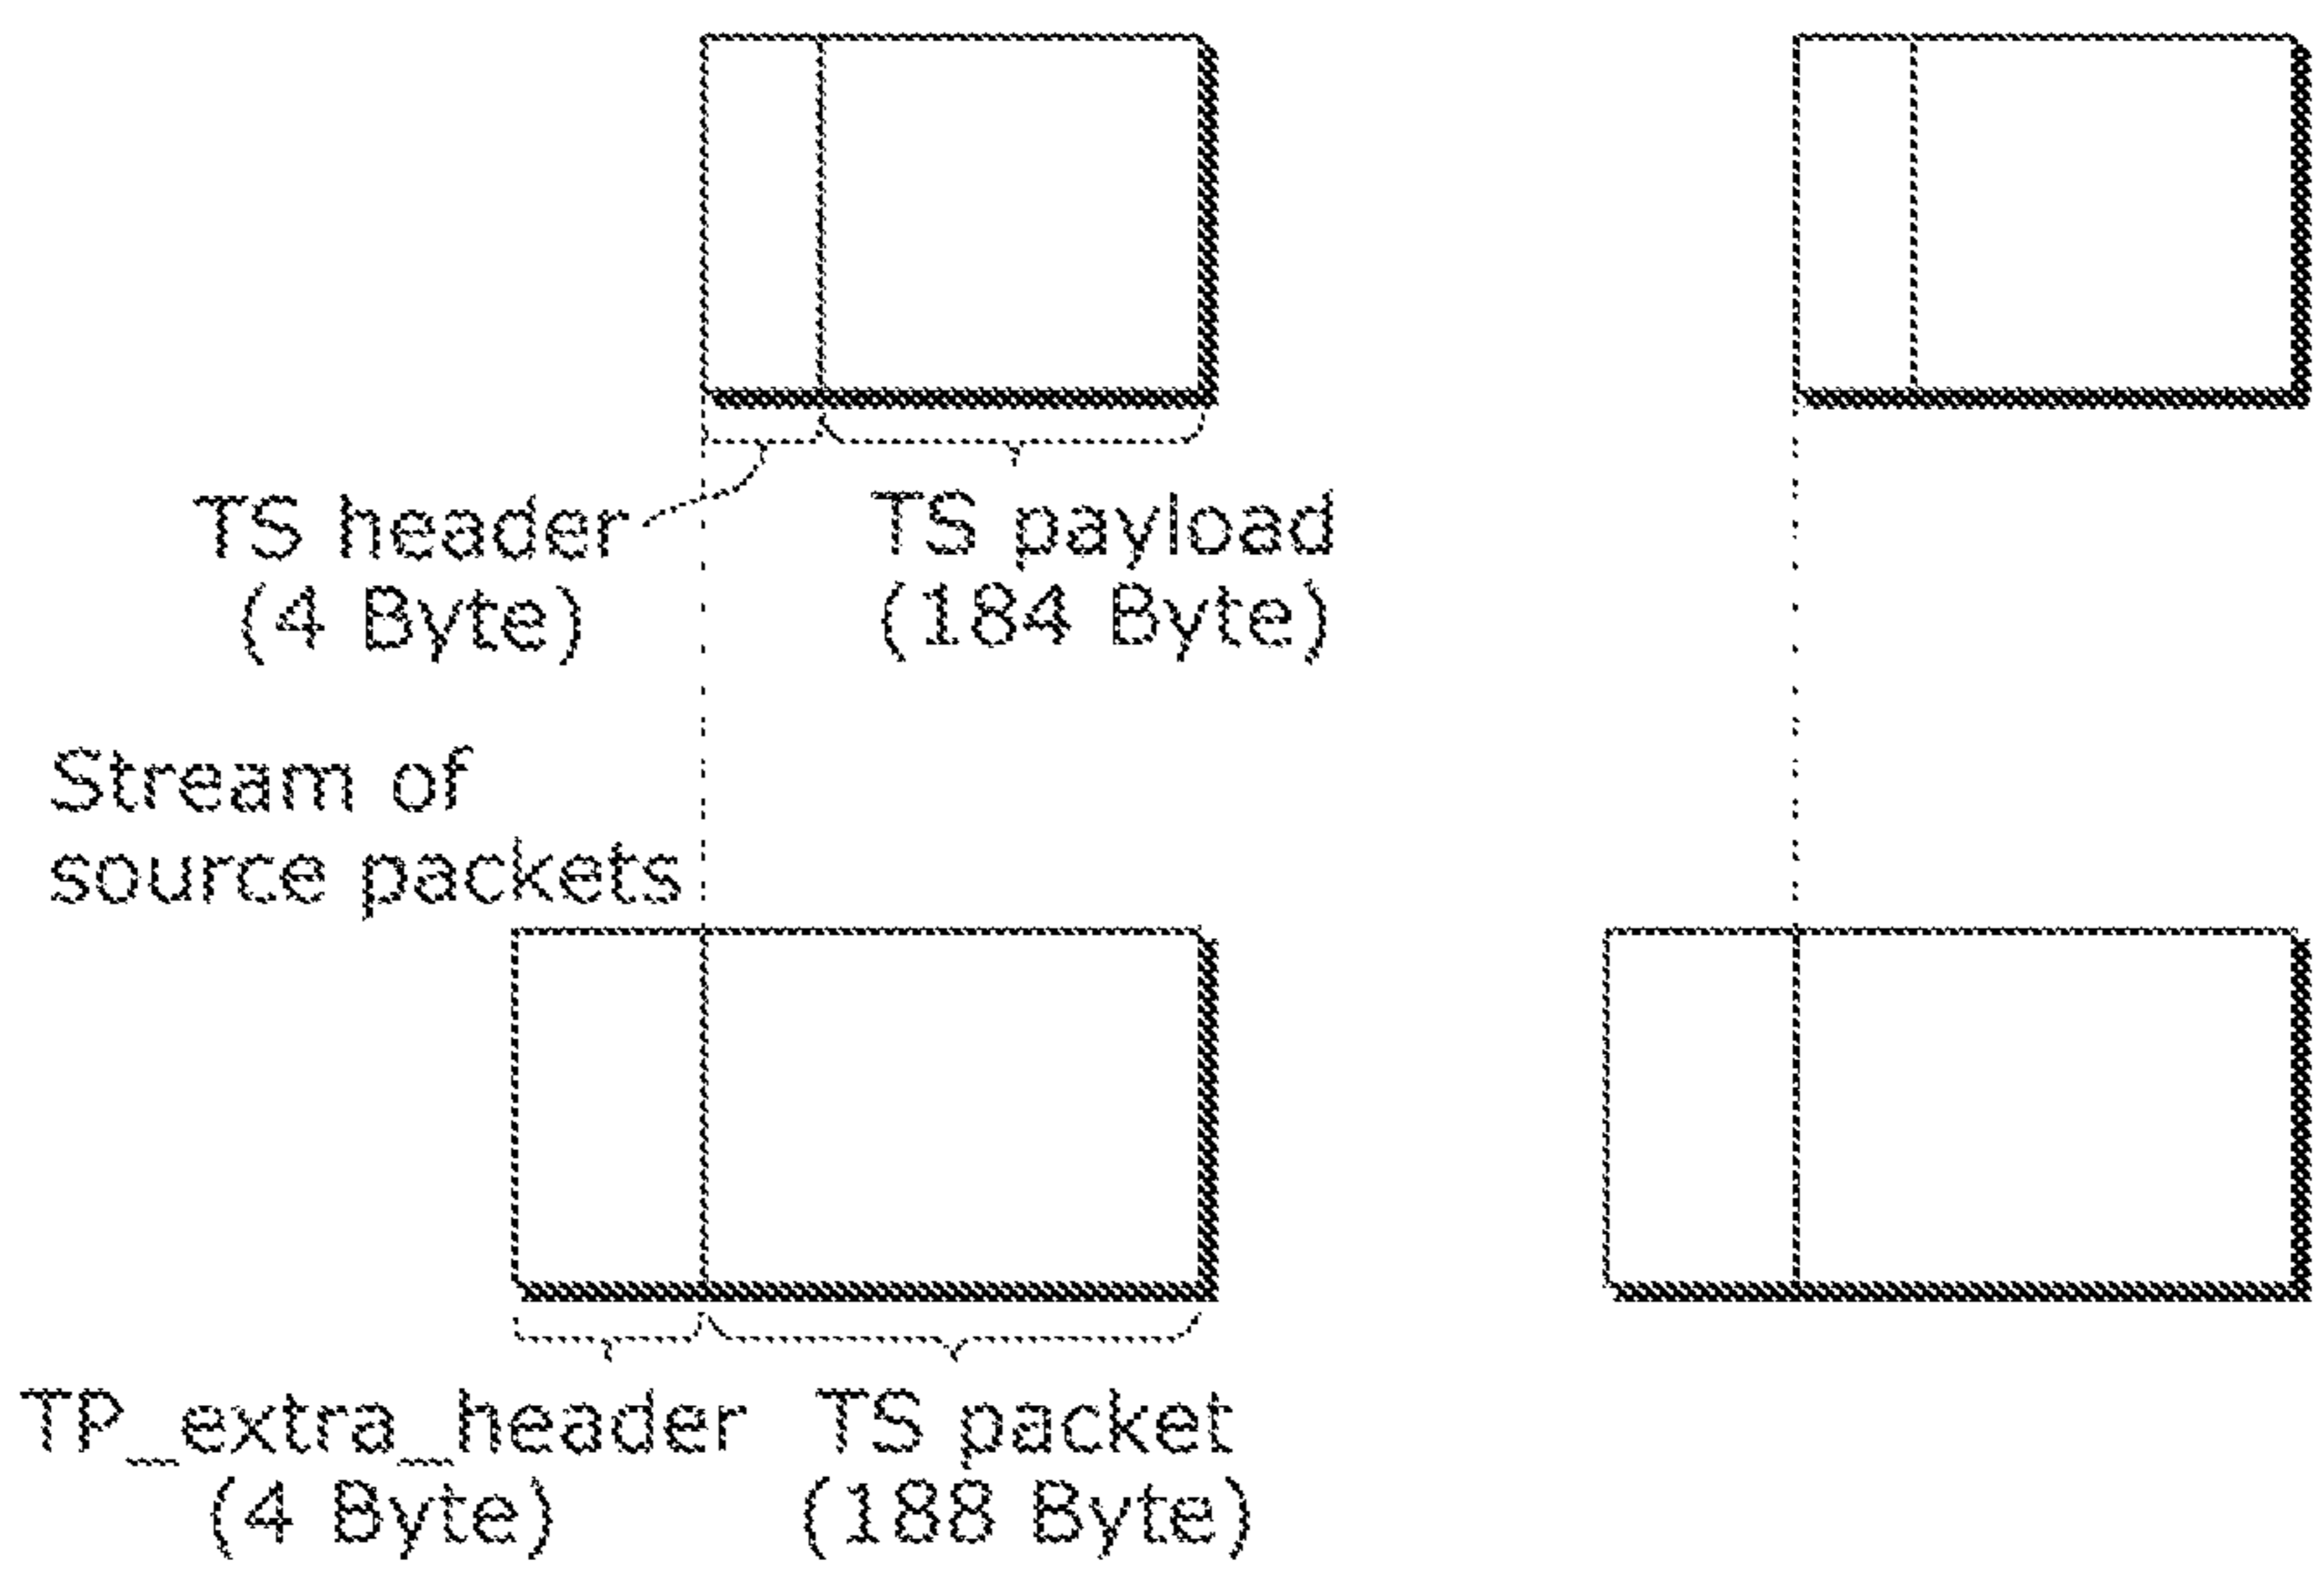 TS header
(4 Byte)
TS payload
(184 Byte)
Stream of
source packets
TP_extra_header
(4 Byte)
TS packet
(188 Byte)